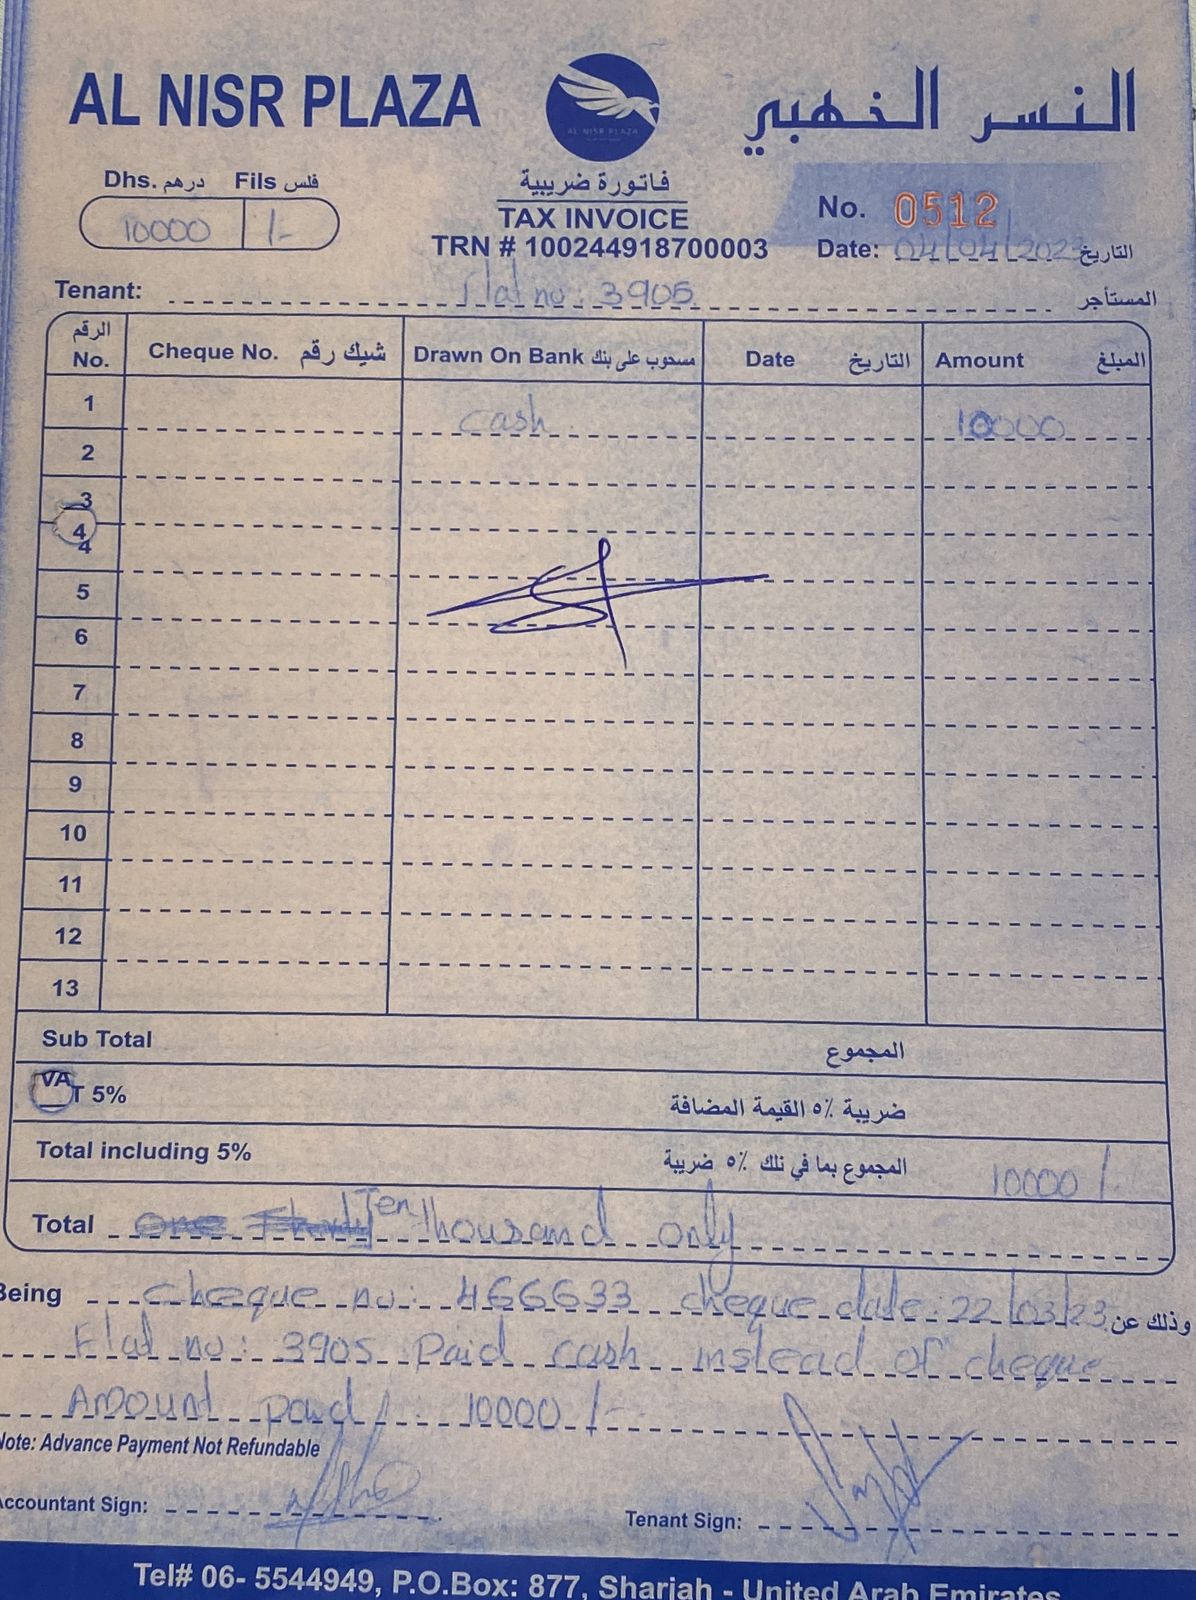 AL NISR PLAZA
AL NISR PLAZA
النسر الخهبي
Dhs. درهم Fils فلس
10000 /-
فاتورة ضريبية
TAX INVOICE
TRN # 100244918700003
No. 0512
Date: 04/04/2023 التاريخ
Tenant: Flat no: 3905 المستأجر
الرقم No. Cheque No. شيك رقم Drawn On Bank مسحوب على بنك Date التاريخ Amount المبلغ
1 cash 10000
2
3
4
4
5
6
7
8
9
10
11
12
13
Sub Total المجموع
VAT 5% ضريبة ٥٪ القيمة المضافة
Total including 5% المجموع بما في نلك ٥٪ ضريبة 10000/-
Total Ten thousand only
Being cheque no: 466633 cheque date: 22/03/23 وذلك عن
Flat no: 3905 Paid cash instead of cheque
Amount paid: 10000/-
Note: Advance Payment Not Refundable
Accountant Sign:
Tenant Sign:
Tel# 06- 5544949, P.O.Box: 877, Sharjah - United Arab Emirates